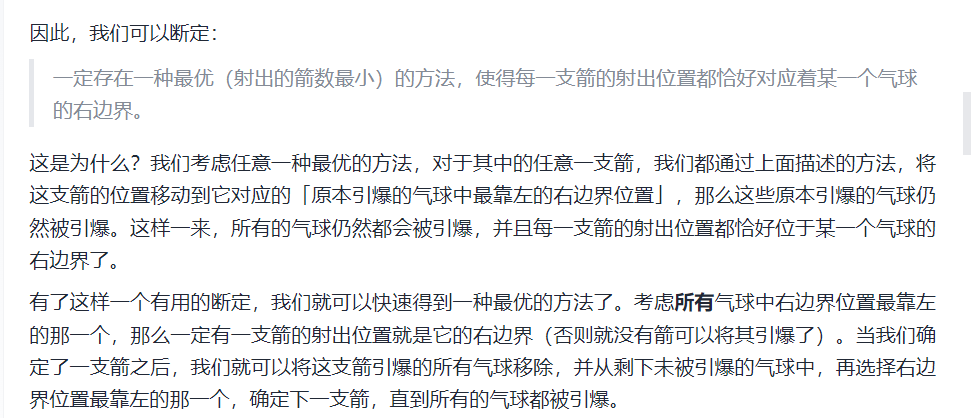 因此，我们可以断定：
一定存在一种最优（射出的箭数最小）的方法，使得每一支箭的射出位置都恰好对应着某一个气球
的右边界。
这是为什么？我们考虑任意一种最优的方法，对于其中的任意一支箭，我们都通过上面描述的方法，将
这支箭的位置移动到它对应的「原本引爆的气球中最靠左的右边界位置」，那么这些原本引爆的气球仍
然被引爆。这样一来，所有的气球仍然都会被引爆，并且每一支箭的射出位置都恰好位于某一个气球的
右边界了。
有了这样一个有用的断定，我们就可以快速得到一种最优的方法了。考虑所有气球中右边界位置最靠左
的那一个，那么一定有一支箭的射出位置就是它的右边界（否则就没有箭可以将其引爆了）。当我们确
定了一支箭之后，我们就可以将这支箭引爆的所有气球移除，并从剩下未被引爆的气球中，再选择右边
界位置最靠左的那一个，确定下一支箭，直到所有的气球都被引爆。